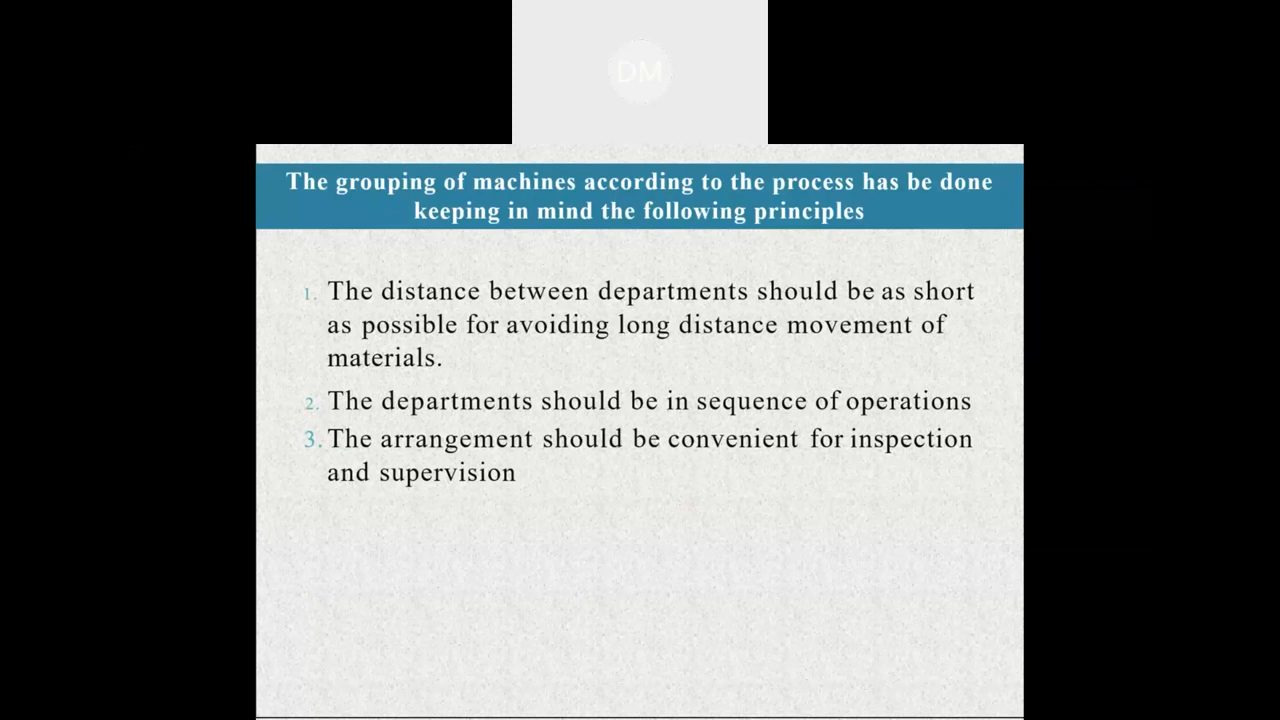 DM
The grouping of machines according to the process has be done
keeping in mind the following principles
1. The distance between departments should be as short
as possible for avoiding long distance movement of
materials.
2. The departments should be in sequence of operations
3. The arrangement should be convenient for inspection
and supervision